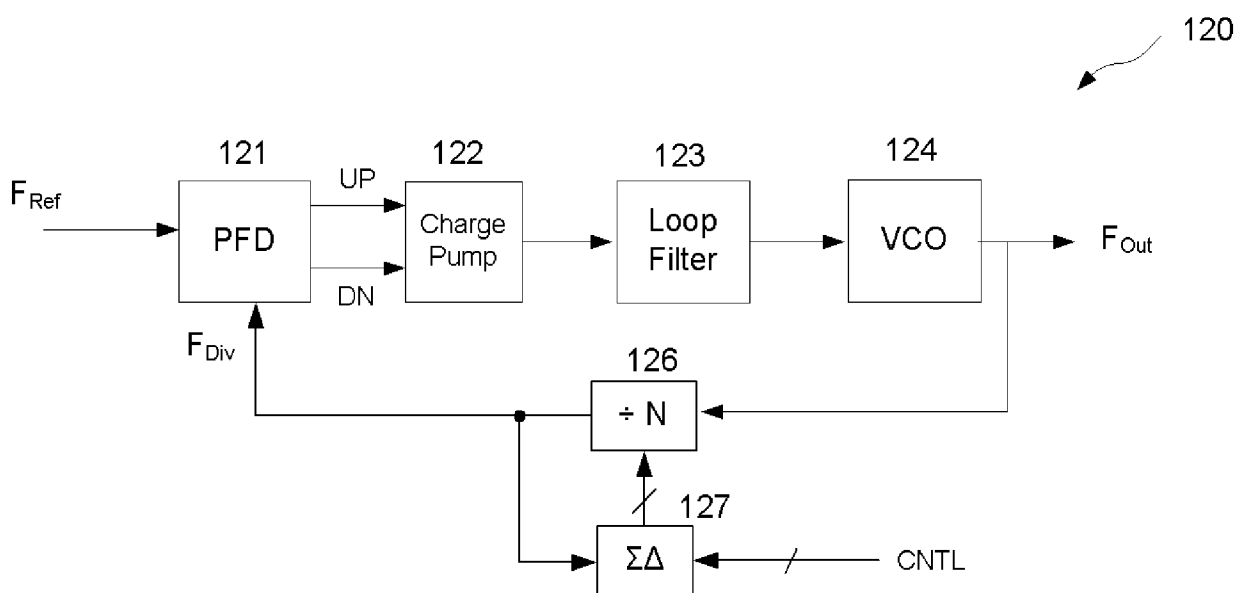 120
121
122
123
124
F_Ref
UP
PFD
Charge
Pump
Loop
Filter
VCO
F_Out
DN
F_Div
126
÷ N
127
ΣΔ
CNTL